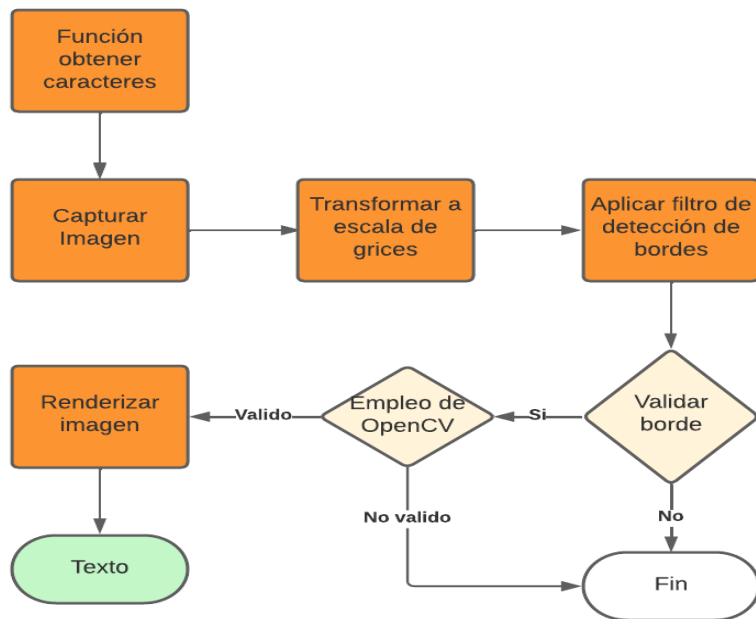 Función
obtener
caracteres
Capturar
Imagen
Transformar a
escala de
grices
Aplicar filtro de
detección de
bordes
Validar
borde
Si
No
Empleo de
OpenCV
Valido
No valido
Renderizar
imagen
Texto
Fin